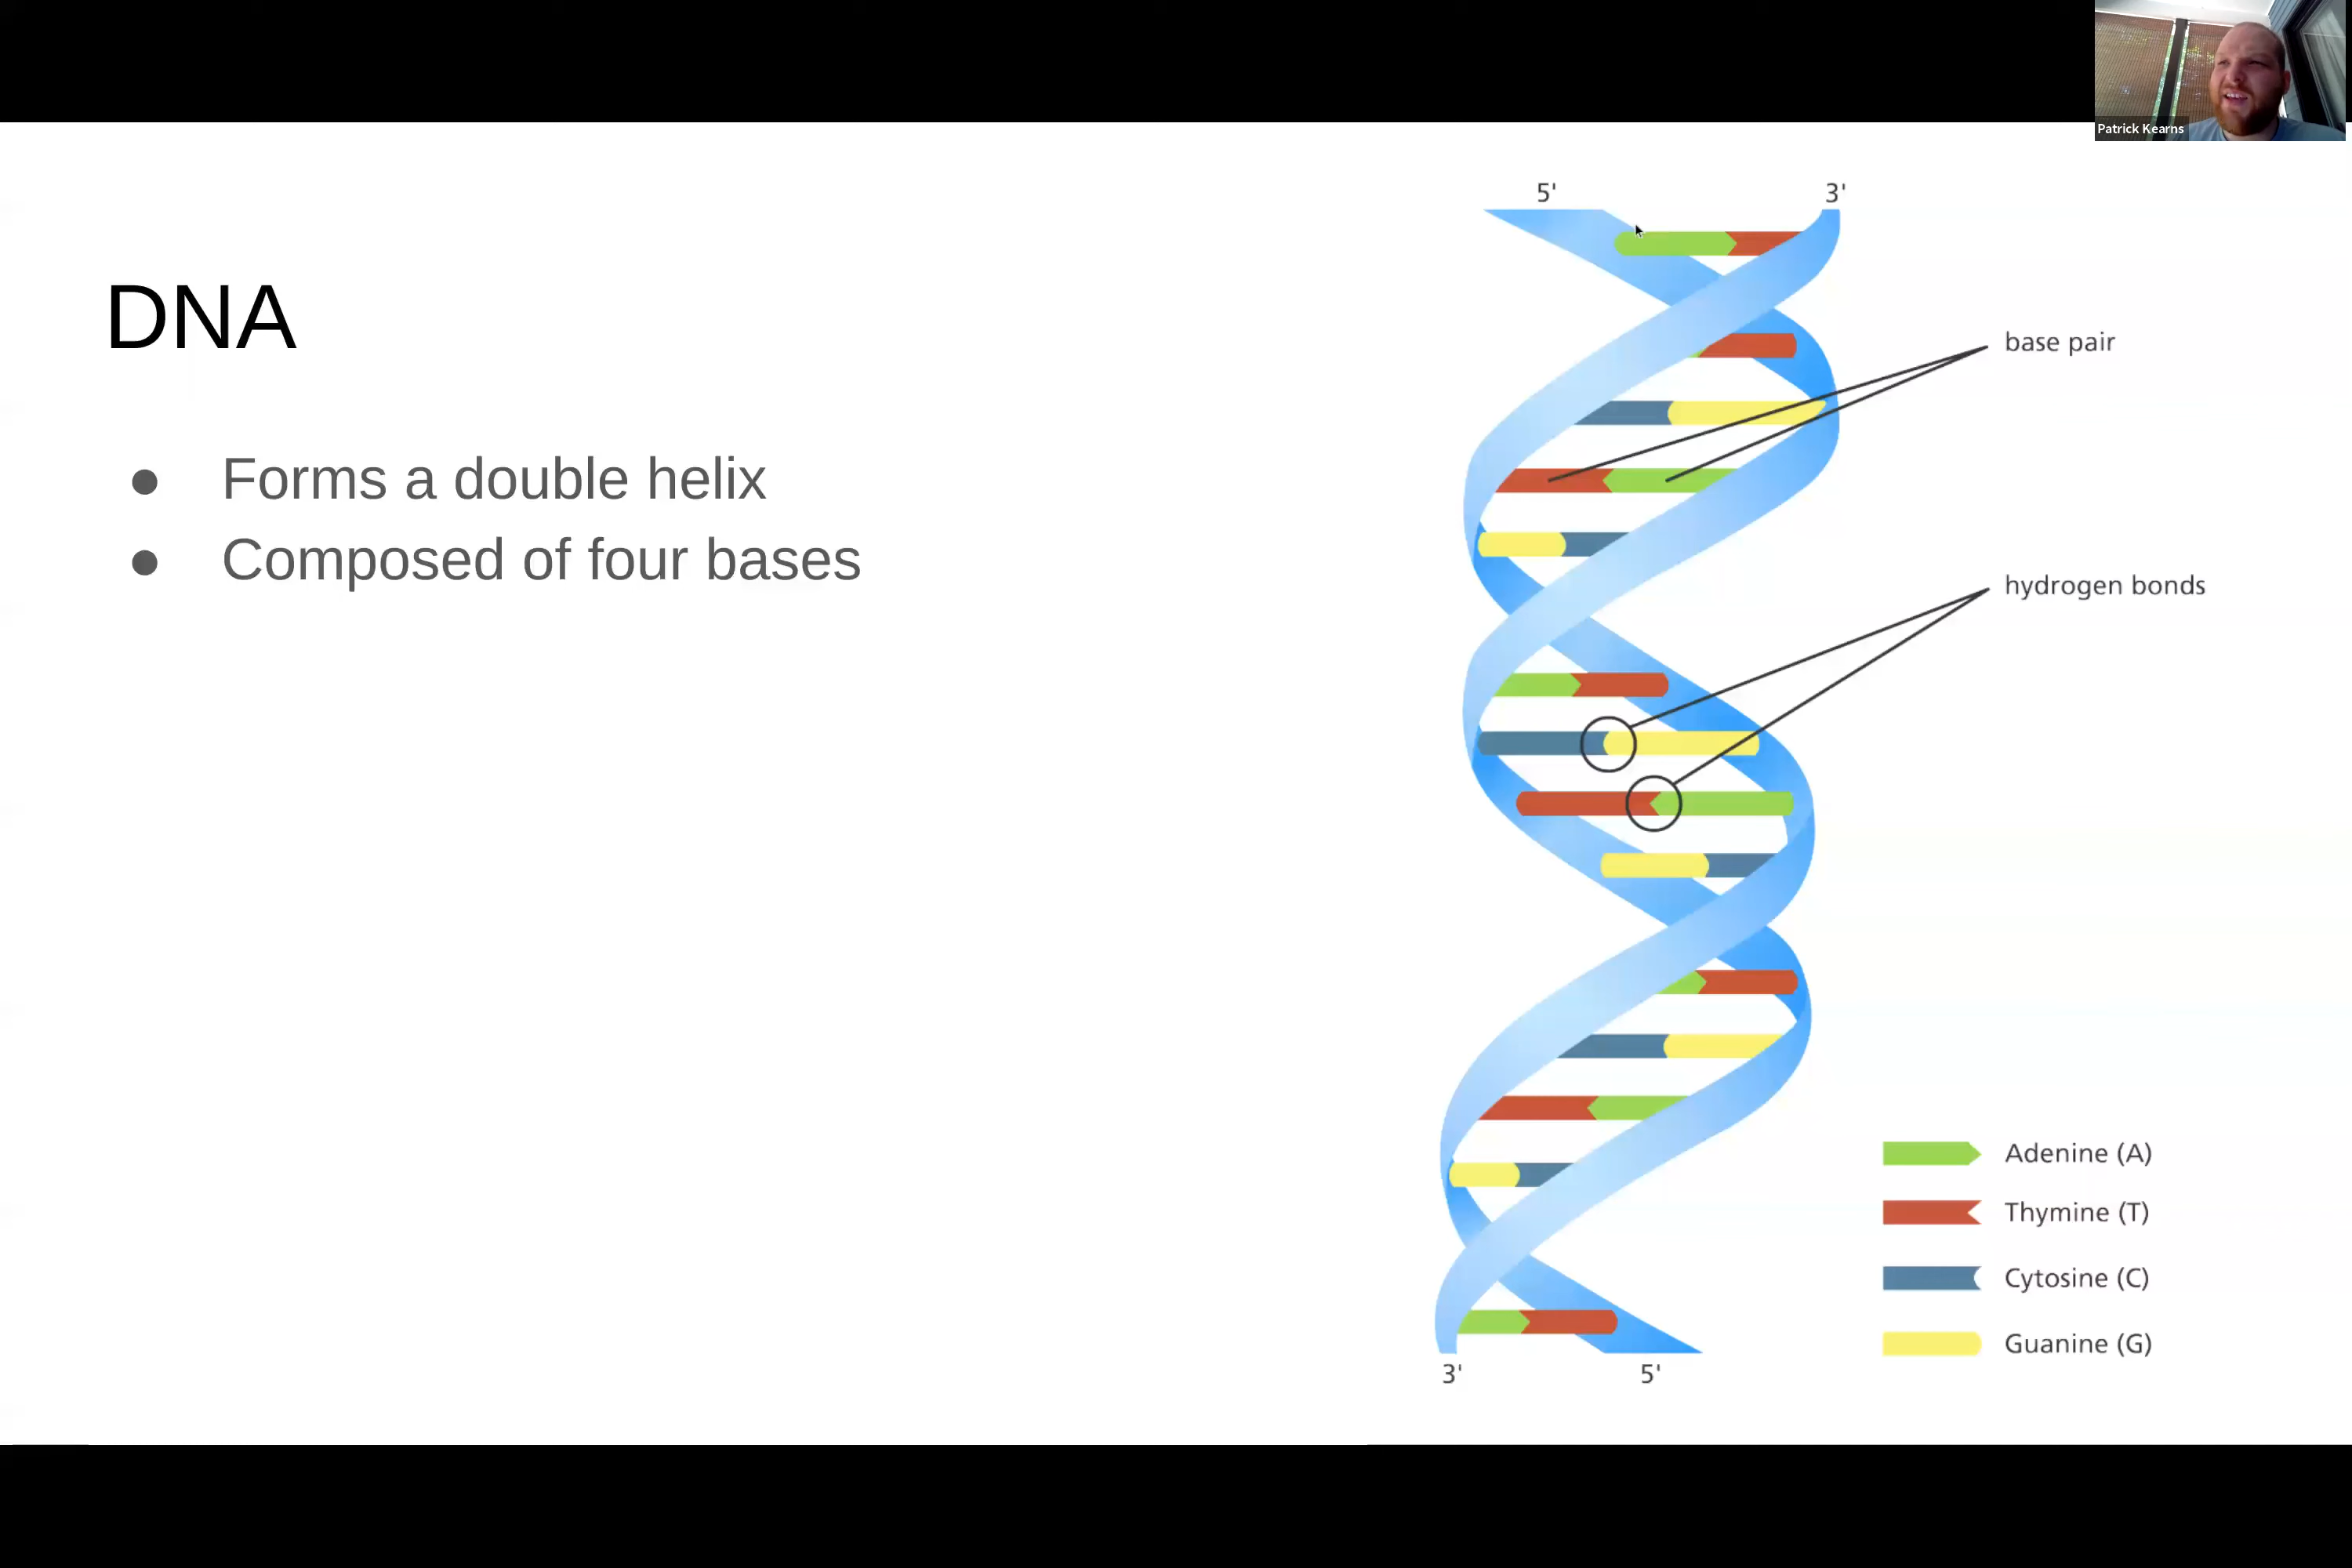 Patrick Kearns
DNA
● Forms a double helix
● Composed of four bases
5' 3'
base pair
hydrogen bonds
Adenine (A)
Thymine (T)
Cytosine (C)
Guanine (G)
3' 5'